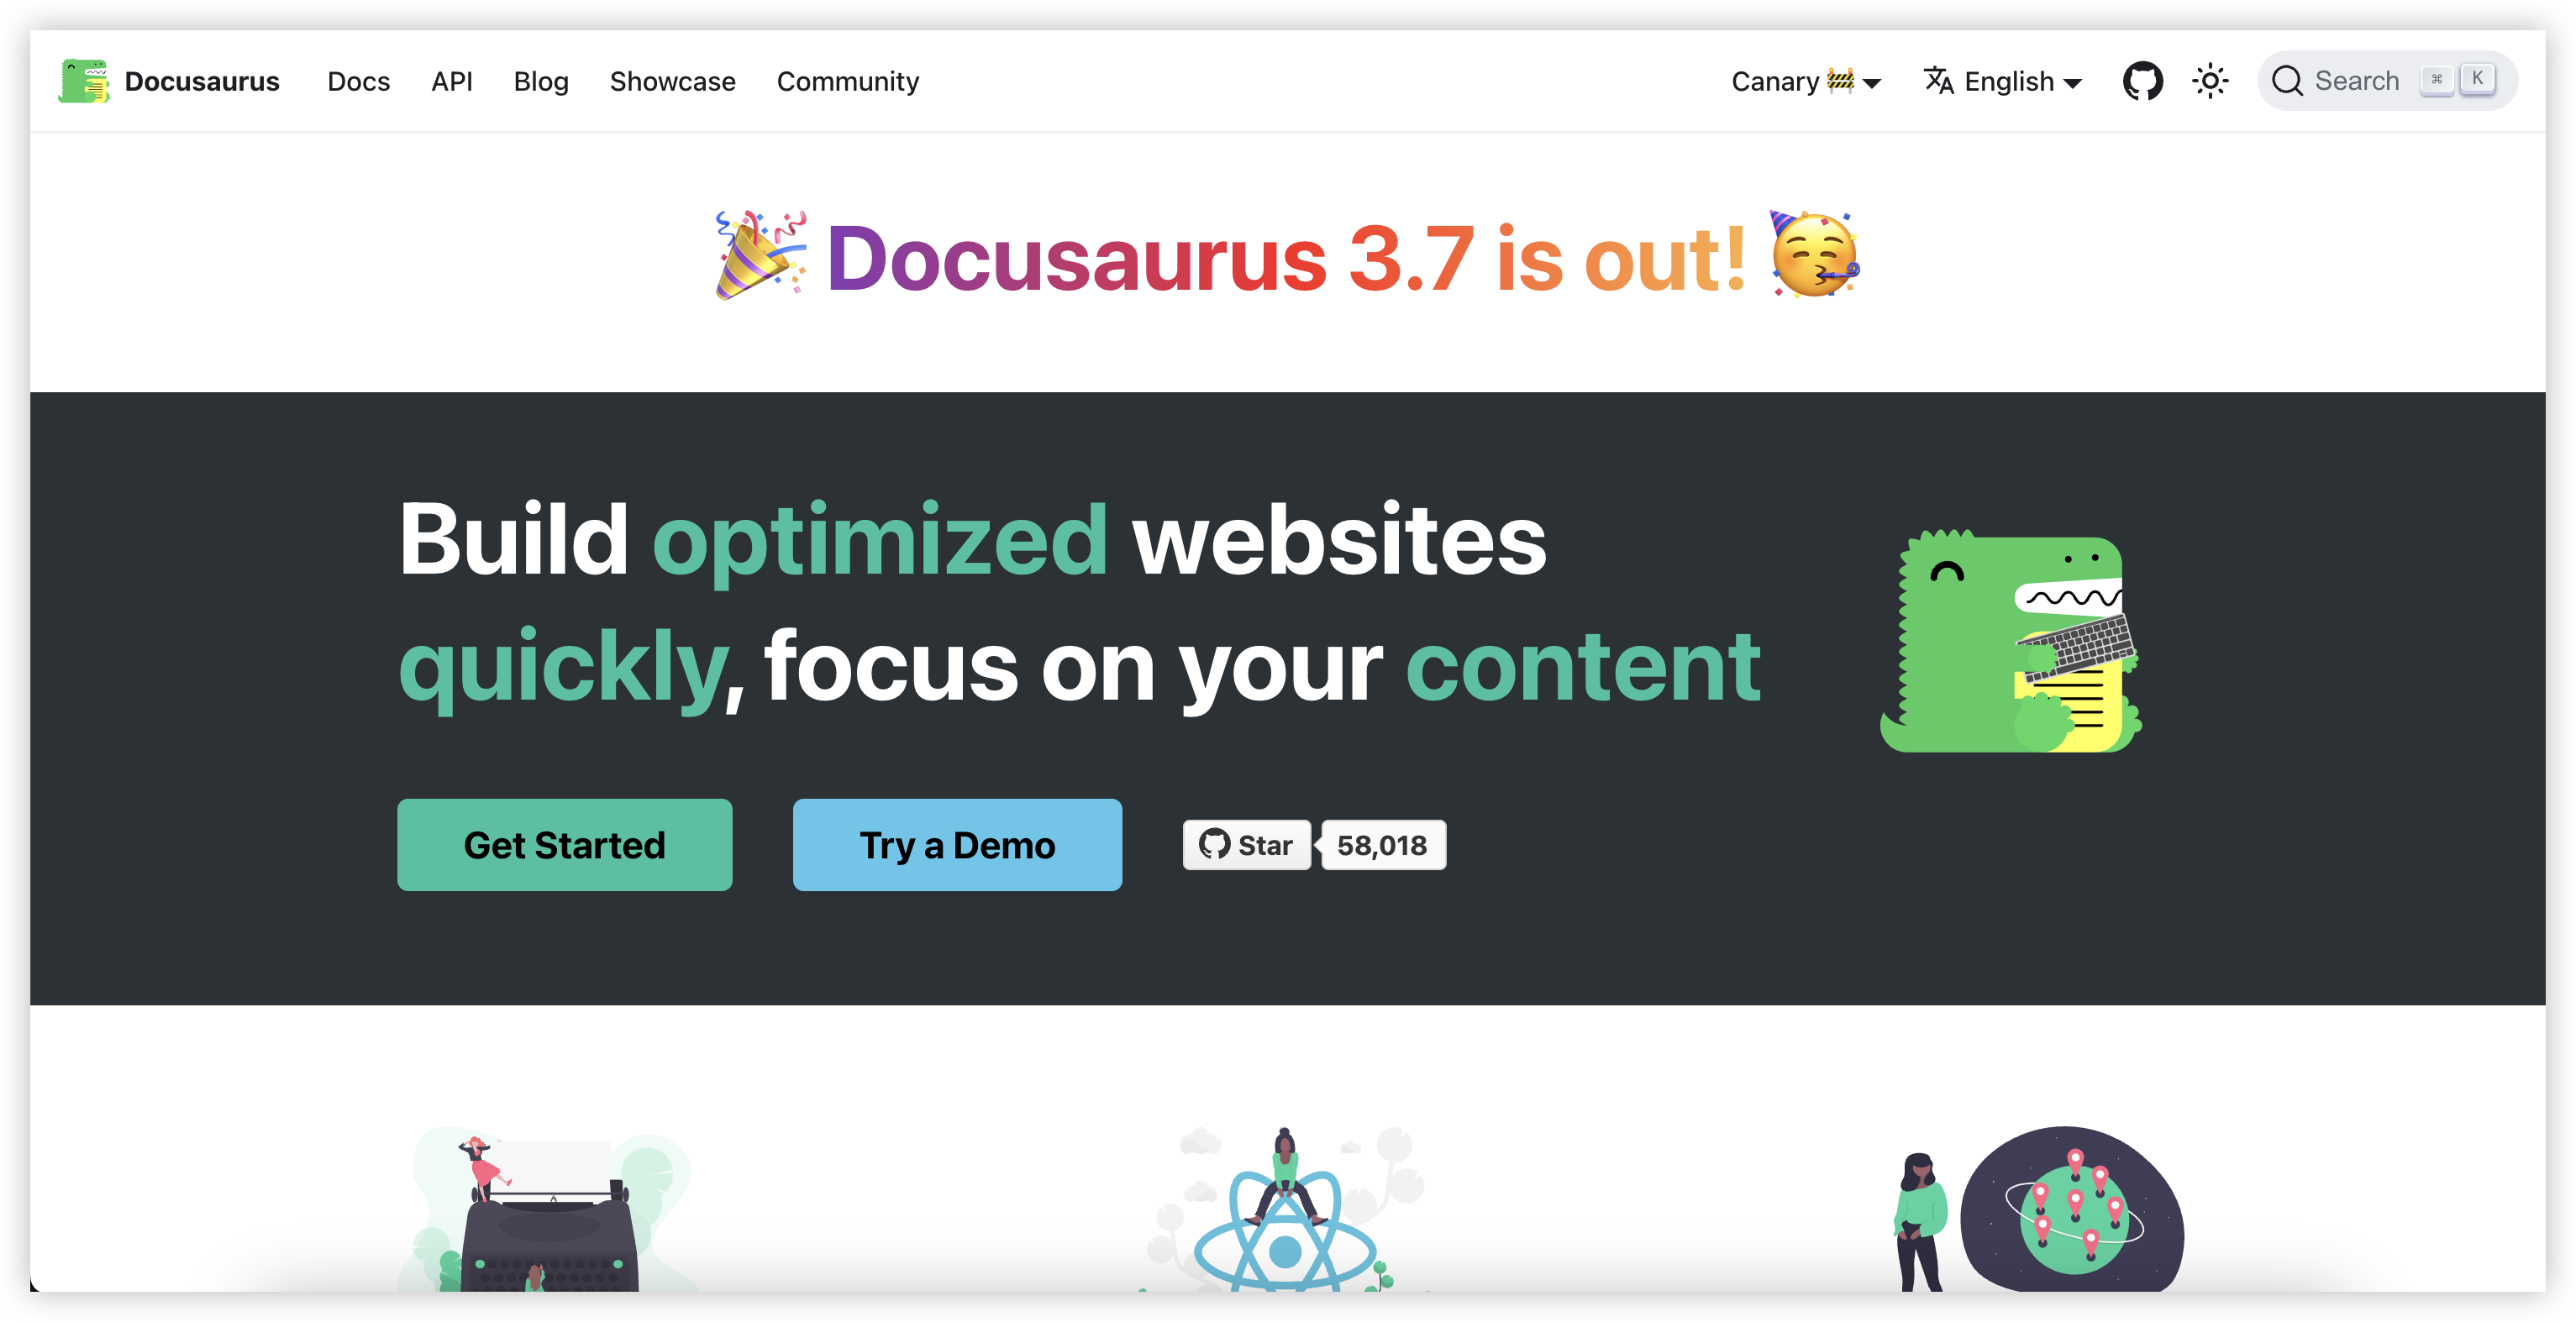 Docusaurus Docs API Blog Showcase Community Canary 🚧 English Search ⌘ K
🎉 Docusaurus 3.7 is out! 🥳
Build optimized websites
quickly, focus on your content
Get Started Try a Demo Star 58,018